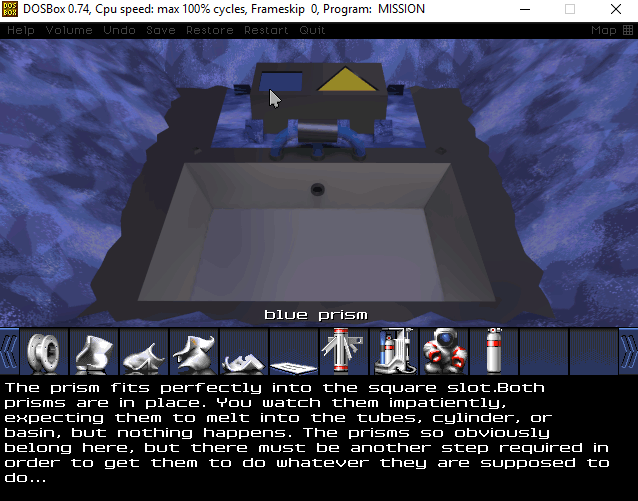 DOS
BOX
DOSBox 0.74, Cpu speed: max 100% cycles, Frameskip 0, Program: MISSION
Help Volume Undo Save Restore Restart Quit Map
blue prism
The prism fits perfectly into the square slot.Both
prisms are in place. You watch them impatiently,
expecting them to melt into the tubes, cylinder, or
basin, but nothing happens. The prisms so obviously
belong here, but there must be another step required in
order to get them to do whatever they are supposed to
do...